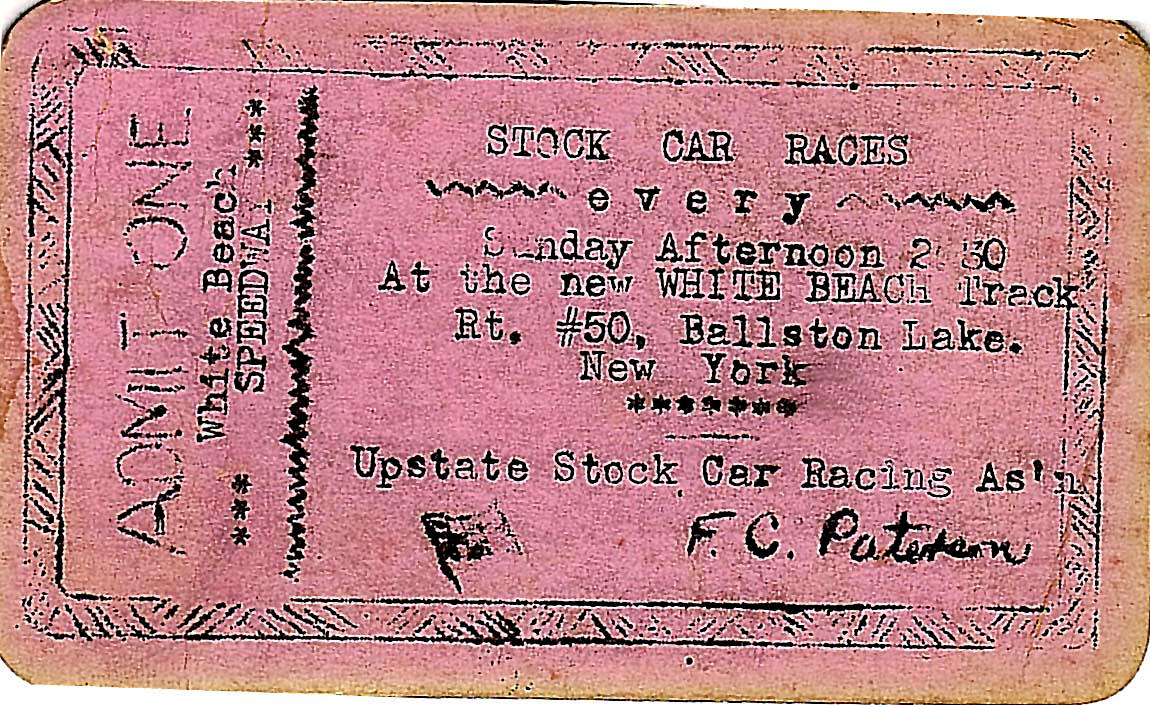 ADMIT ONE
White Beach
*** SPEEDWAY ***
STOCK CAR RACES
every
Sunday Afternoon 2:30
At the new WHITE BEACH Track
Rt. #50, Ballston Lake.
New York
*******
Upstate Stock Car Racing As'n
F. C. Paterson